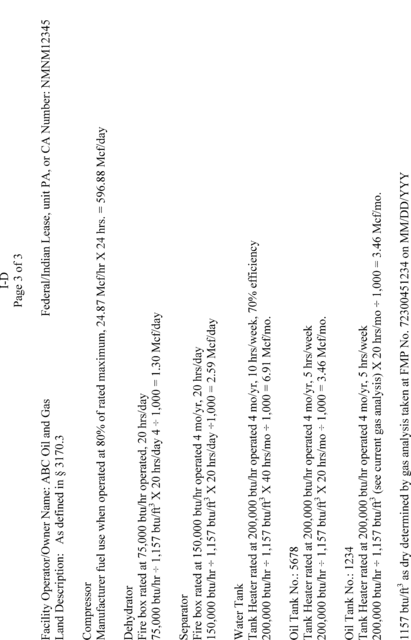 I-D
Page 3 of 3
Facility Operator/Owner Name: ABC Oil and Gas Federal/Indian Lease, unit PA, or CA Number: NMNM12345
Land Description: As defined in § 3170.3
Compressor
Manufacturer fuel use when operated at 80% of rated maximum, 24.87 Mcf/hr X 24 hrs. = 596.88 Mcf/day
Dehydrator
Fire box rated at 75,000 btu/hr operated, 20 hrs/day
75,000 btu/hr ÷ 1,157 btu/ft³ X 20 hrs/day 4 ÷ 1,000 = 1.30 Mcf/day
Separator
Fire box rated at 150,000 btu/hr operated 4 mo/yr, 20 hrs/day
150,000 btu/hr ÷ 1,157 btu/ft³ X 20 hrs/day ÷1,000 = 2.59 Mcf/day
Water Tank
Tank Heater rated at 200,000 btu/hr operated 4 mo/yr, 10 hrs/week, 70% efficiency
200,000 btu/hr ÷ 1,157 btu/ft³ X 40 hrs/mo ÷ 1,000 = 6.91 Mcf/mo.
Oil Tank No.: 5678
Tank Heater rated at 200,000 btu/hr operated 4 mo/yr, 5 hrs/week
200,000 btu/hr ÷ 1,157 btu/ft³ X 20 hrs/mo ÷ 1,000 = 3.46 Mcf/mo.
Oil Tank No.: 1234
Tank Heater rated at 200,000 btu/hr operated 4 mo/yr, 5 hrs/week
200,000 btu/hr ÷ 1,157 btu/ft³ (see current gas analysis) X 20 hrs/mo ÷ 1,000 = 3.46 Mcf/mo.
157 btu/ft³ as dry determined by gas analysis taken at FMP No. 72300451234 on MM/DD/YYY